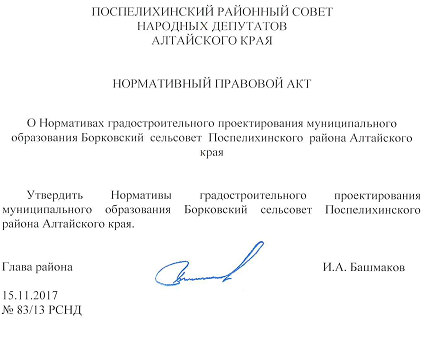 ПОСПЕЛИХИНСКИЙ РАЙОННЫЙ СОВЕТ
НАРОДНЫХ ДЕПУТАТОВ
АЛТАЙСКОГО КРАЯ
НОРМАТИВНЫЙ ПРАВОВОЙ АКТ
О Нормативах градостроительного проектирования муниципального
образования Борковский сельсовет Поспелихинского района Алтайского
края
Утвердить Нормативы градостроительного проектирования
муниципального образования Борковский сельсовет Поспелихинского
района Алтайского края.
Глава района И.А. Башмаков
15.11.2017
№ 83/13 РСНД